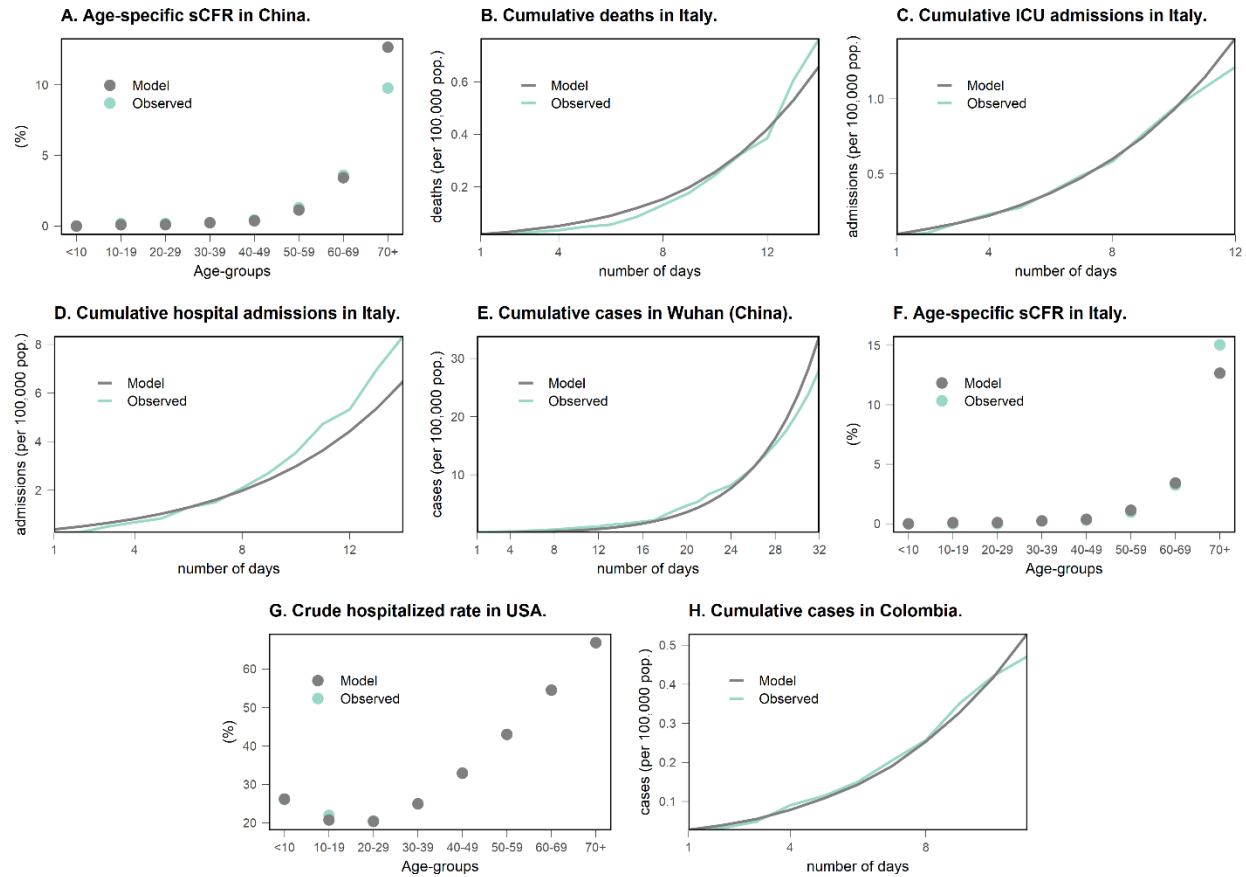 A. Age-specific sCFR in China.
(%)
10
5
0
Model
Observed
<10 10-19 20-29 30-39 40-49 50-59 60-69 70+
Age-groups
B. Cumulative deaths in Italy.
deaths (per 100,000 pop.)
0.6
0.4
0.2
Model
Observed
1 4 8 12
number of days
C. Cumulative ICU admissions in Italy.
admissions (per 100,000 pop.)
1.0
0.5
Model
Observed
1 4 8 12
number of days
D. Cumulative hospital admissions in Italy.
admissions (per 100,000 pop.)
8
6
4
2
Model
Observed
1 4 8 12
number of days
E. Cumulative cases in Wuhan (China).
cases (per 100,000 pop.)
30
20
10
Model
Observed
1 4 8 12 16 20 24 28 32
number of days
F. Age-specific sCFR in Italy.
(%)
15
10
5
0
Model
Observed
<10 10-19 20-29 30-39 40-49 50-59 60-69 70+
Age-groups
G. Crude hospitalized rate in USA.
(%)
60
50
40
30
20
Model
Observed
<10 10-19 20-29 30-39 40-49 50-59 60-69 70+
Age-groups
H. Cumulative cases in Colombia.
cases (per 100,000 pop.)
0.5
0.4
0.3
0.2
0.1
Model
Observed
1 4 8
number of days